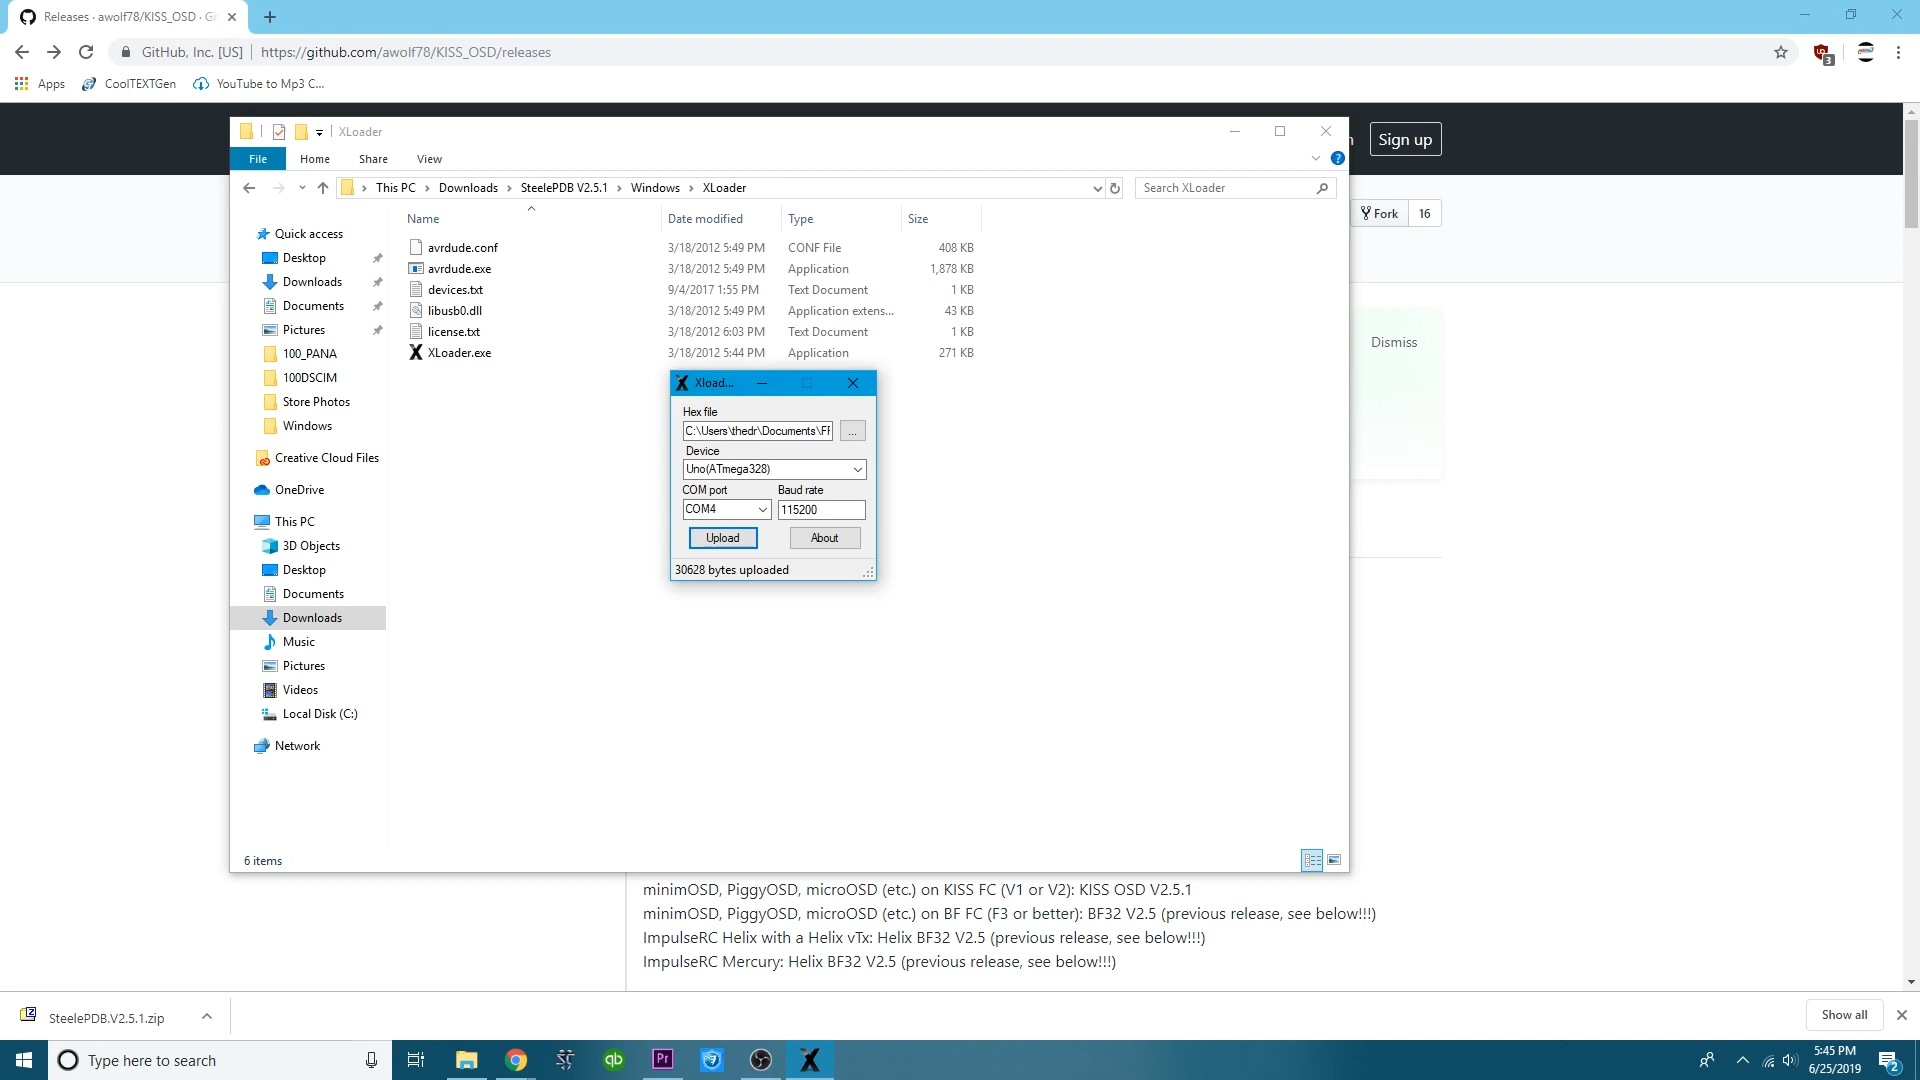 Releases · awolf78/KISS_OSD · Gi
GitHub, Inc. [US] https://github.com/awolf78/KISS_OSD/releases
3
Apps CoolTEXTGen YouTube to Mp3 C...
XLoader
Sign up
File Home Share View
This PC Downloads SteelePDB V2.5.1 Windows XLoader
Search XLoader
Fork 16
Name Date modified Type Size
Quick access
Desktop
Downloads
Documents
Pictures
100_PANA
100DSCIM
Store Photos
Windows
Creative Cloud Files
OneDrive
This PC
3D Objects
Desktop
Documents
Downloads
Music
Pictures
Videos
Local Disk (C:)
Network
avrdude.conf 3/18/2012 5:49 PM CONF File 408 KB
avrdude.exe 3/18/2012 5:49 PM Application 1,878 KB
devices.txt 9/4/2017 1:55 PM Text Document 1 KB
libusb0.dll 3/18/2012 5:49 PM Application extens... 43 KB
license.txt 3/18/2012 6:03 PM Text Document 1 KB
XLoader.exe 3/18/2012 5:44 PM Application 271 KB
Dismiss
Xload...
Hex file
C:\Users\thedr\Documents\FF
...
Device
Uno(ATmega328)
COM port Baud rate
COM4 115200
Upload About
30628 bytes uploaded
6 items
minimOSD, PiggyOSD, microOSD (etc.) on KISS FC (V1 or V2): KISS OSD V2.5.1
minimOSD, PiggyOSD, microOSD (etc.) on BF FC (F3 or better): BF32 V2.5 (previous release, see below!!!)
ImpulseRC Helix with a Helix vTx: Helix BF32 V2.5 (previous release, see below!!!)
ImpulseRC Mercury: Helix BF32 V2.5 (previous release, see below!!!)
SteelePDB.V2.5.1.zip
Show all
Type here to search
qb
Pr
5:45 PM
6/25/2019
2